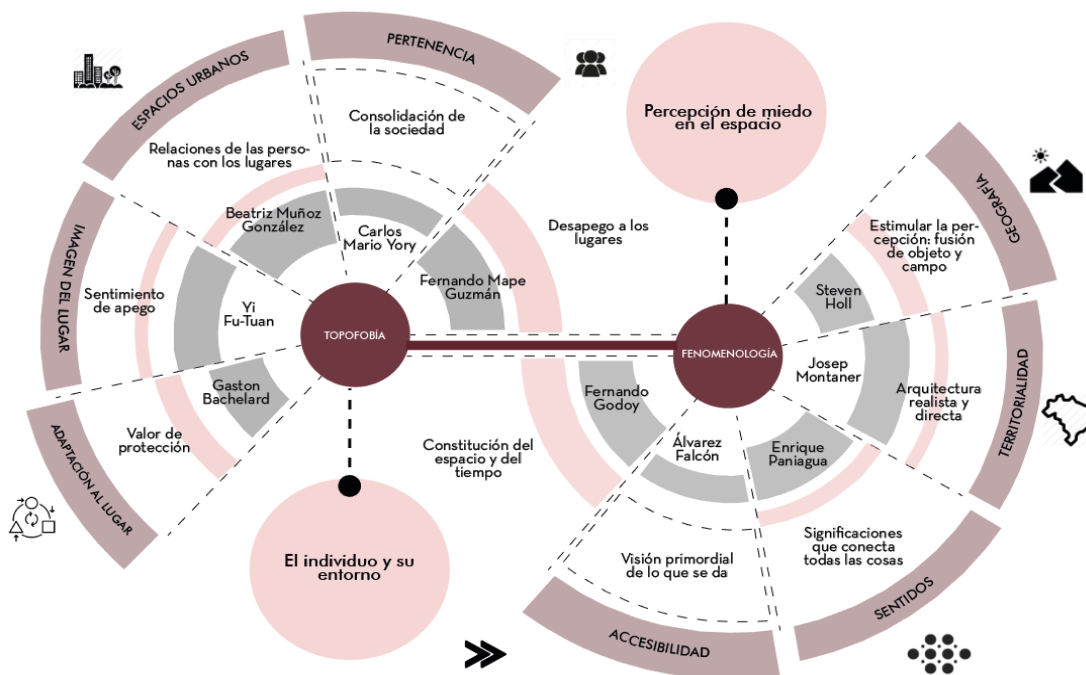 PERTENENCIA
ESPACIOS URBANOS
IMAGEN DEL LUGAR
ADAPTACIÓN AL LUGAR
Consolidación de
la sociedad
Relaciones de las perso-
nas con los lugares
Sentimiento
de apego
Valor de
protección
Beatriz Muñoz
González
Carlos
Mario Yory
Fernando Mape
Guzmán
Yi
Fu-Tuan
Gaston
Bachelard
TOPOFOBÍA
Desapego a los
lugares
El individuo y su
entorno
Percepción de miedo
en el espacio
FENOMENOLOGÍA
Constitución del
espacio y del
tiempo
Steven
Holl
Josep
Montaner
Fernando
Godoy
Álvarez
Falcón
Enrique
Paniagua
Estimular la per-
cepción: fusión
de objeto y
campo
Arquitectura
realista y
directa
Significaciones
que conecta
todas las cosas
Visión primordial
de lo que se da
GEOGRAFÍA
TERRITORIALIDAD
SENTIDOS
ACCESIBILIDAD